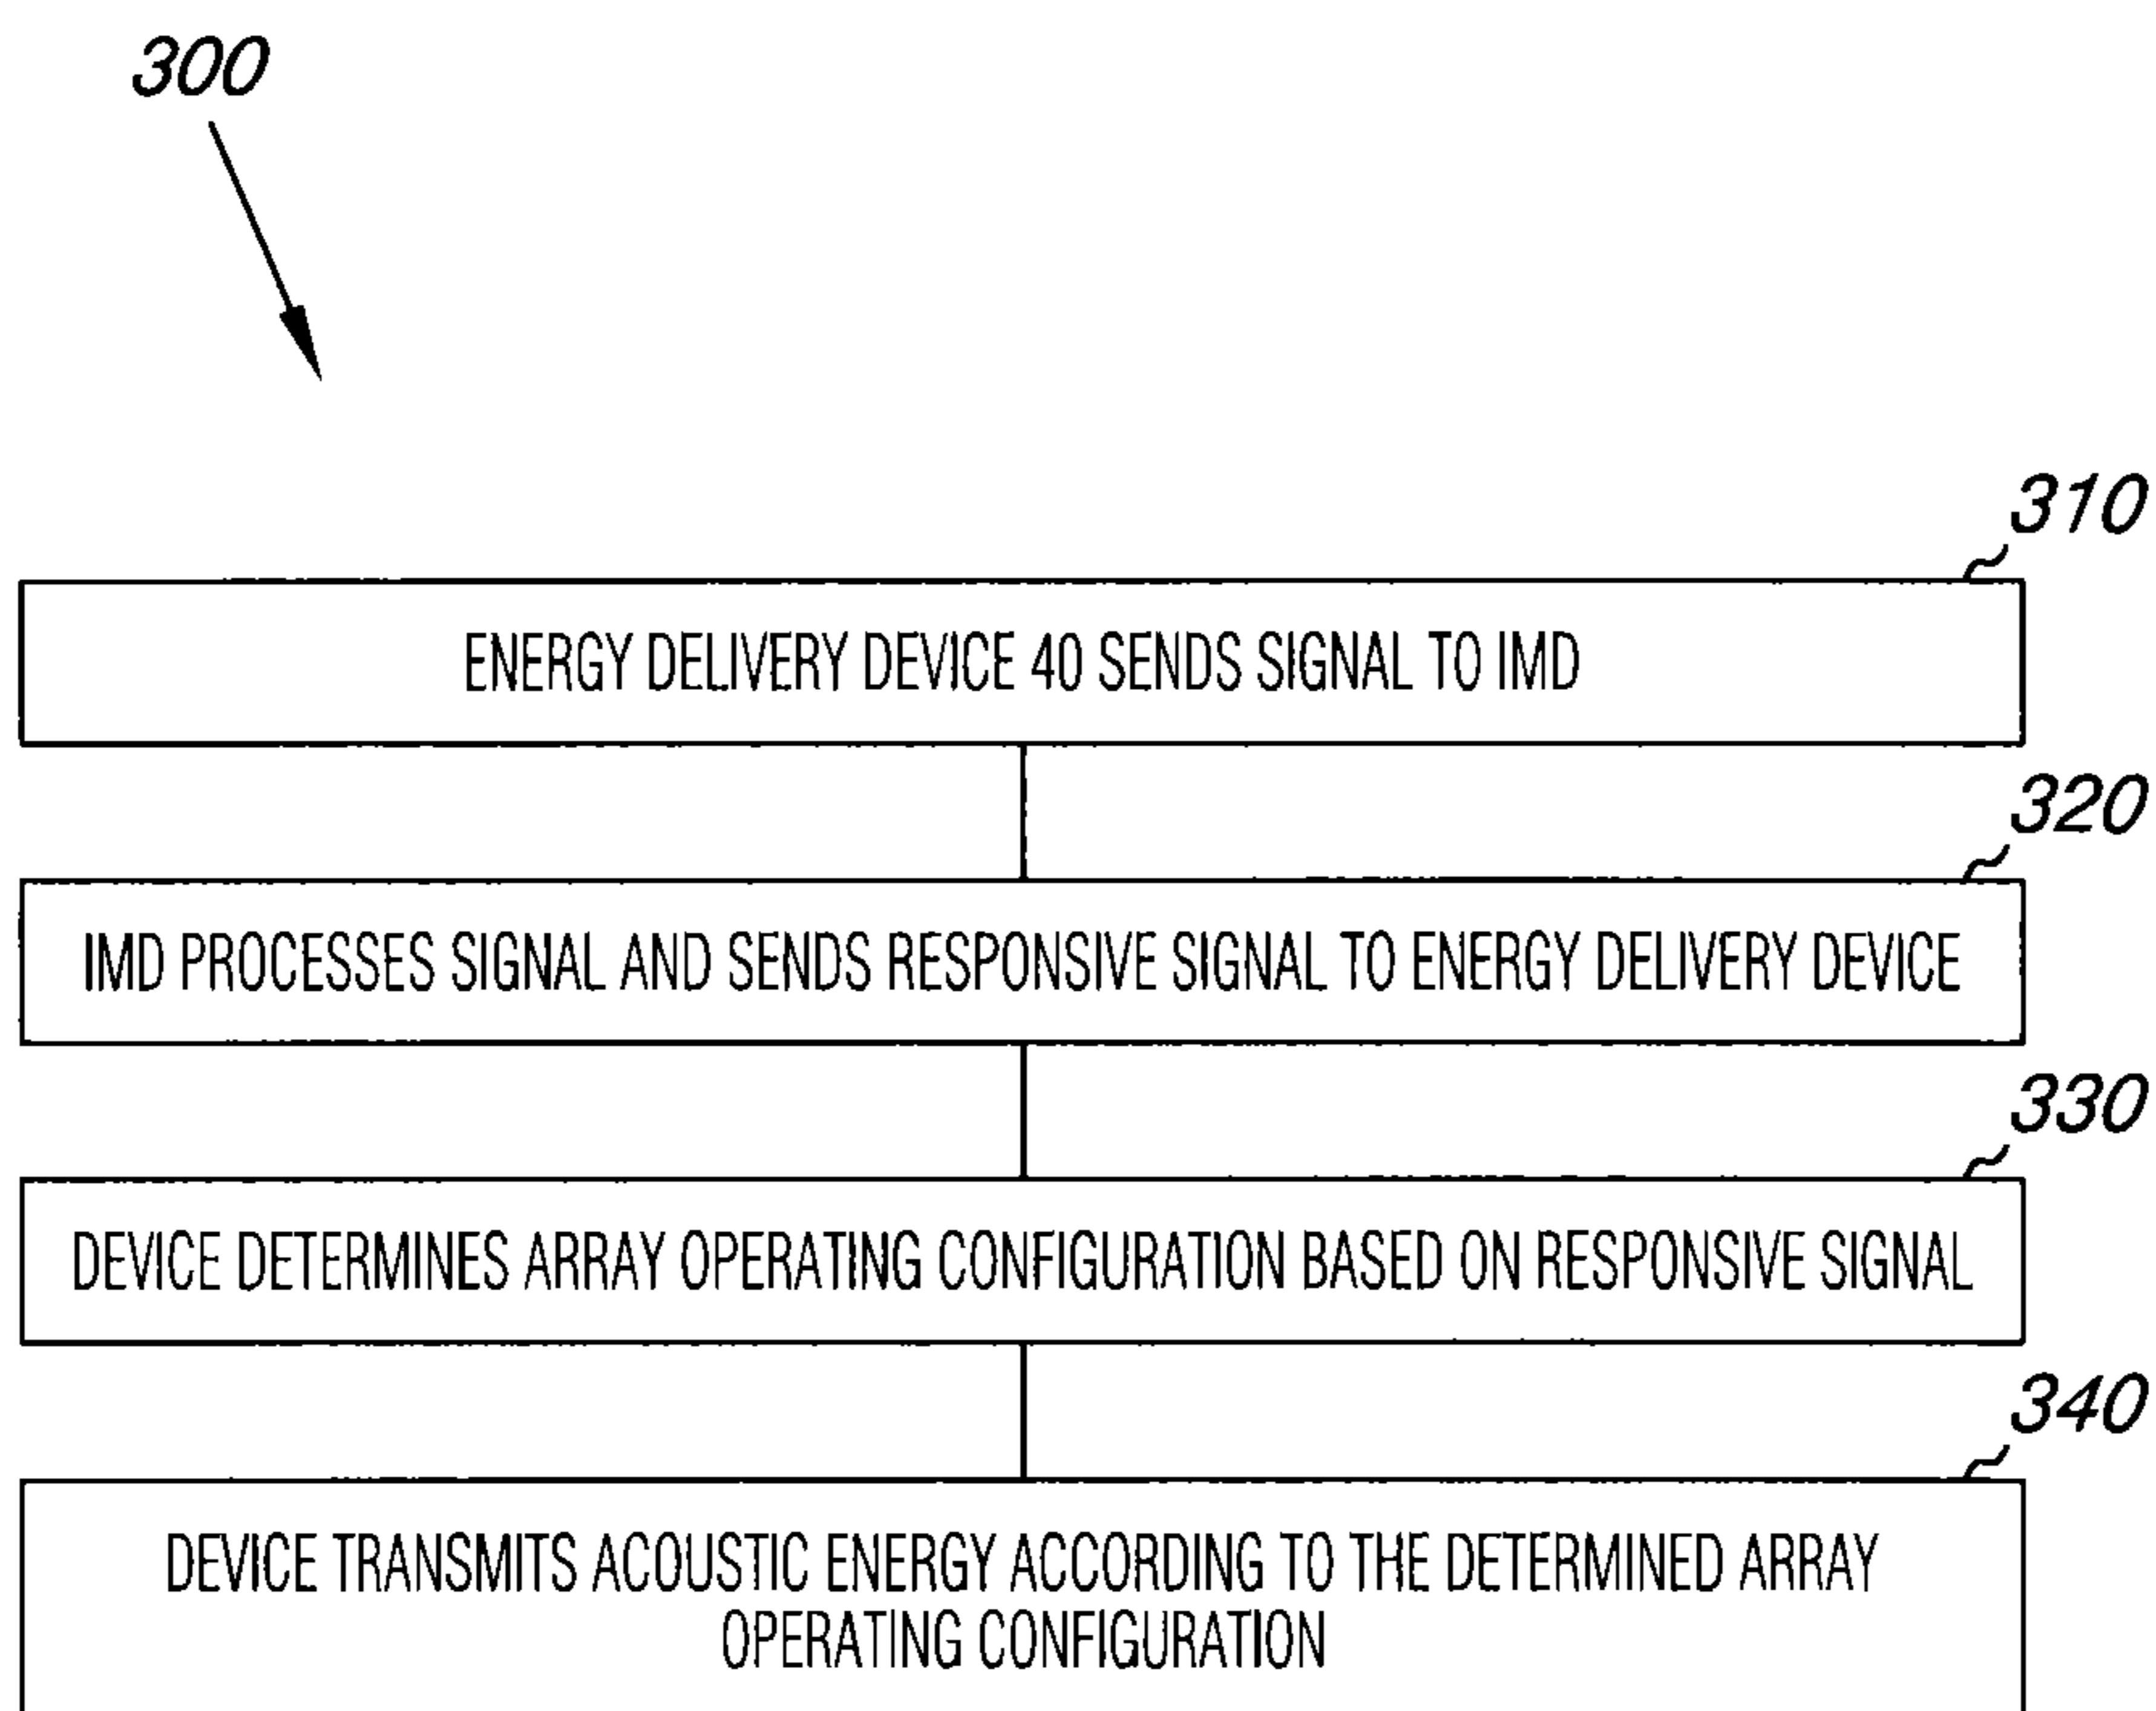 300
310
ENERGY DELIVERY DEVICE 40 SENDS SIGNAL TO IMD
320
IMD PROCESSES SIGNAL AND SENDS RESPONSIVE SIGNAL TO ENERGY DELIVERY DEVICE
330
DEVICE DETERMINES ARRAY OPERATING CONFIGURATION BASED ON RESPONSIVE SIGNAL
340
DEVICE TRANSMITS ACOUSTIC ENERGY ACCORDING TO THE DETERMINED ARRAY
OPERATING CONFIGURATION